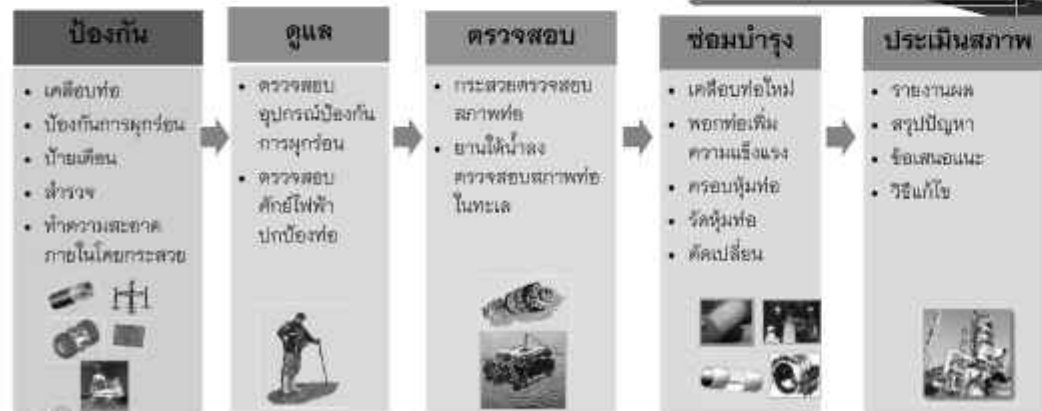 ป้องกัน
• เคลือบท่อ
• ป้องกันการผุกร่อน
• ป้ายเตือน
• สำรวจ
• ทำความสะอาด
ภายในโดยกระสวย
ดูแล
• ตรวจสอบ
อุปกรณ์ป้องกัน
การผุกร่อน
• ตรวจสอบ
ศักย์ไฟฟ้า
ปกป้องท่อ
ตรวจสอบ
• กระสวยตรวจสอบ
สภาพท่อ
• ยานใต้น้ำลง
ตรวจสอบสภาพท่อ
ในทะเล
ซ่อมบำรุง
• เคลือบท่อใหม่
• พอกท่อเพิ่ม
ความแข็งแรง
• ครอบหุ้มท่อ
• รัดหุ้มท่อ
• ตัดเปลี่ยน
ประเมินสภาพ
• รายงานผล
• สรุปปัญหา
• ข้อเสนอแนะ
• วิธีแก้ไข